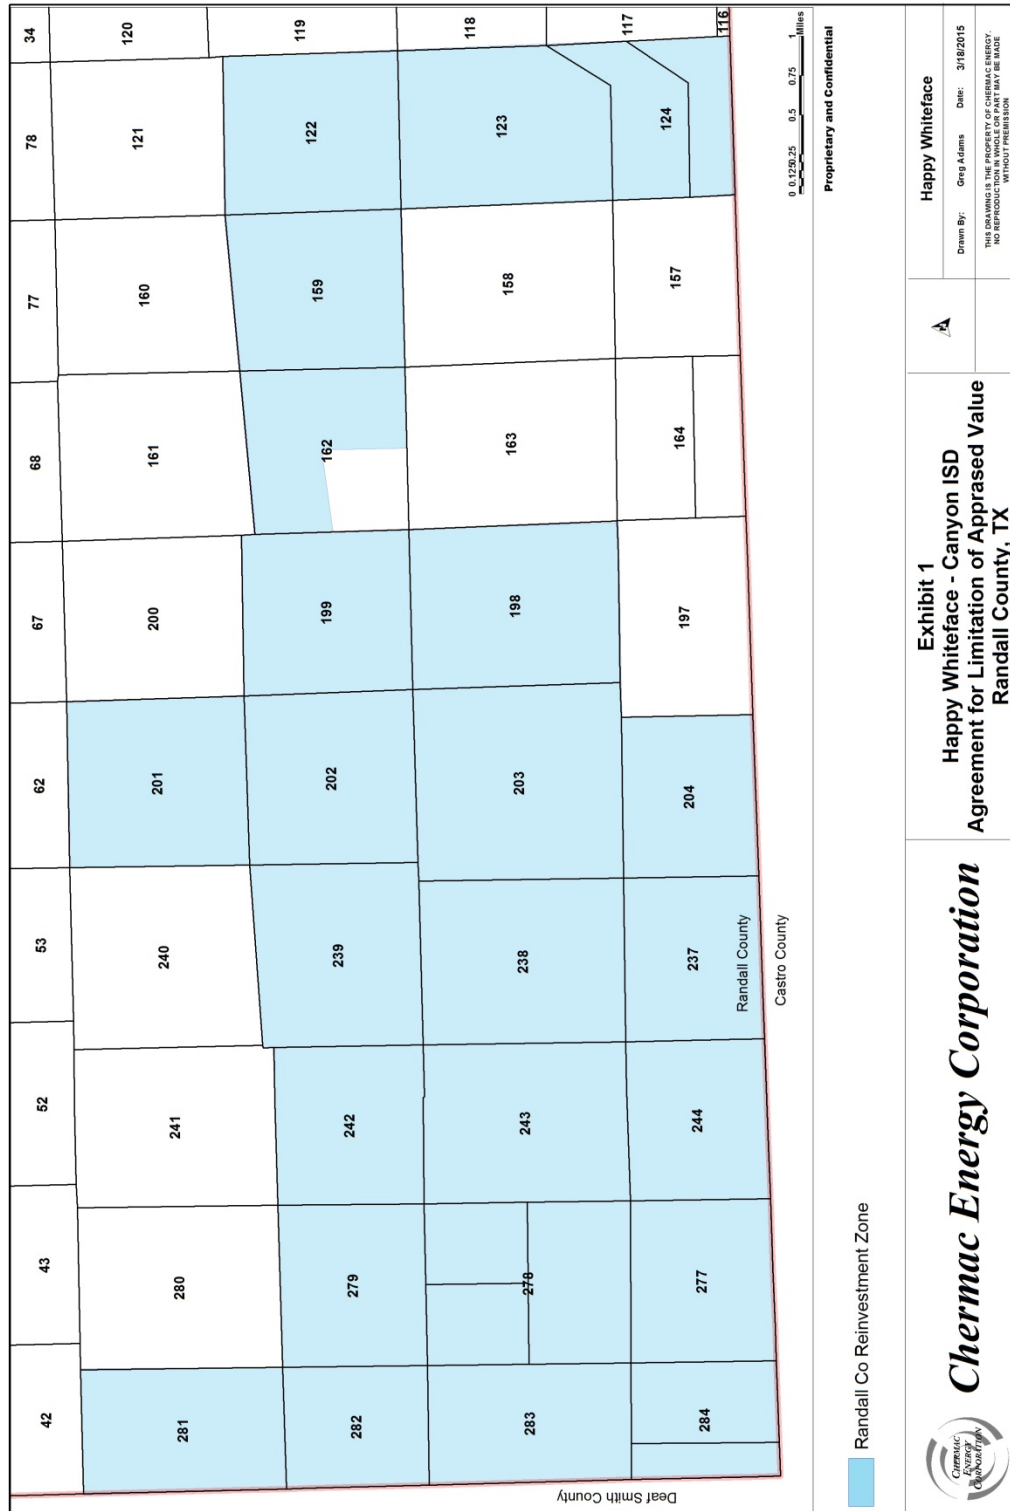 42 43 52 53 62 67 68 77 78 34
281 280 241 240 201 200 161 160 121 120
282 279 242 239 202 199 162 159 122 119
283 278 243 238 203 198 163 158 123 118
284 277 244 237 204 197 164 157 124 117
116
Deaf Smith County
Randall County
Castro County
0 0.125 0.25 0.5 0.75 1
Miles
Proprietary and Confidential
Randall Co Reinvestment Zone
CHERMAC
ENERGY
CORPORATION
Chermac Energy Corporation
Exhibit 1
Happy Whiteface - Canyon ISD
Agreement for Limitation of Apprased Value
Randall County, TX
Happy Whiteface
Drawn By: Greg Adams Date: 3/18/2015
THIS DRAWING IS THE PROPERTY OF CHERMAC ENERGY.
NO REPRODUCTION IN WHOLE OR PART MAY BE MADE
WITHOUT PREMISSION